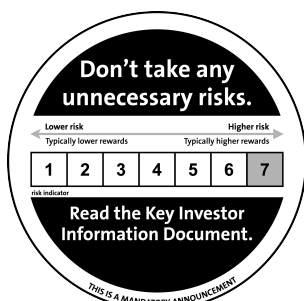 Don't take any
unnecessary risks.
Lower risk Higher risk
Typically lower rewards Typically higher rewards
1 2 3 4 5 6 7
risk indicator
Read the Key Investor
Information Document.
THIS IS A MANDATORY ANNOUNCEMENT